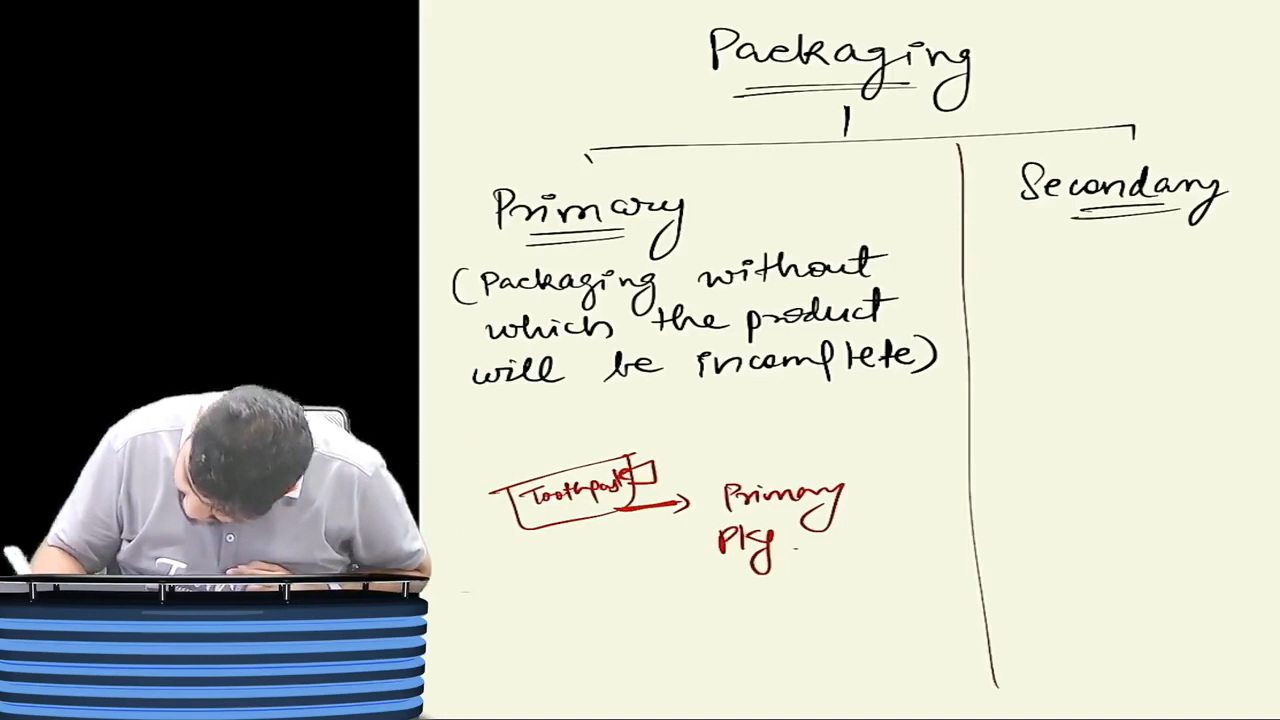 Packaging
Primary
Secondary
(Packaging without
which the product
will be incomplete)
Toothpaste
Primary
Pkg.